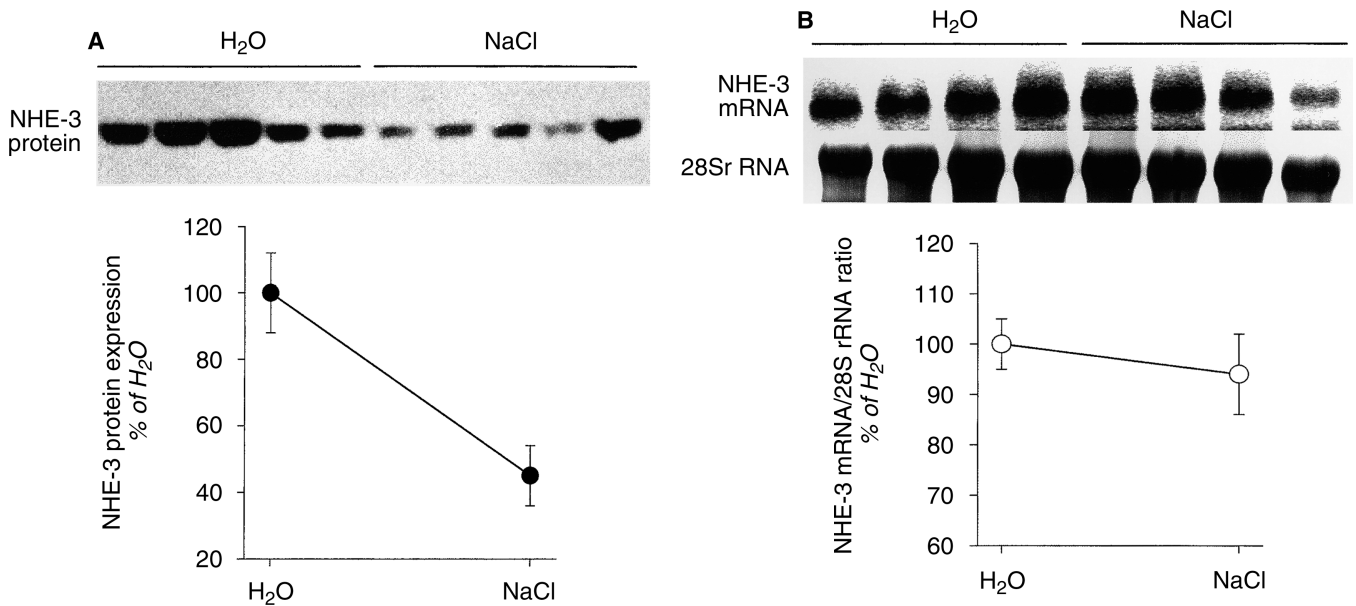 A
H₂O
NaCl
NHE-3
protein
120
100
80
60
40
20
NHE-3 protein expression
% of H₂O
H₂O
NaCl
B
H₂O
NaCl
NHE-3
mRNA
28Sr RNA
120
110
100
90
80
70
60
NHE-3 mRNA/28S rRNA ratio
% of H₂O
H₂O
NaCl